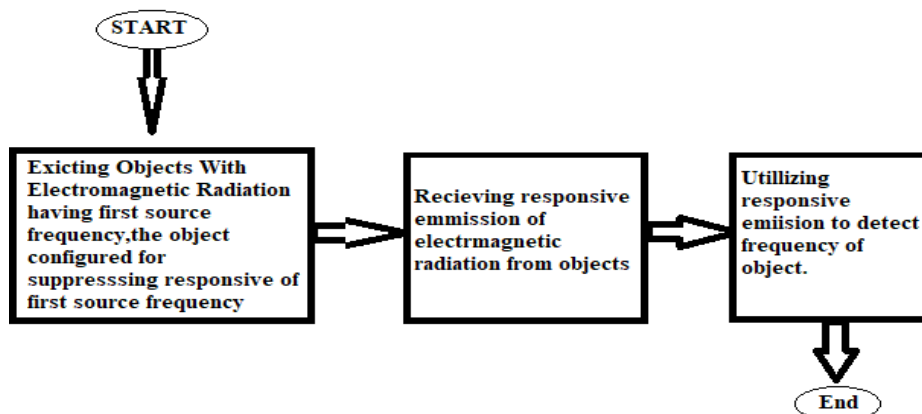 START
Exicting Objects With
Electromagnetic Radiation
having first source
frequency,the object
configured for
suppresssing responsive of
first source frequency
Recieving responsive
emmission of
electrmagnetic
radiation from objects
Utillizing
responsive
emiision to detect
frequency of
object.
End